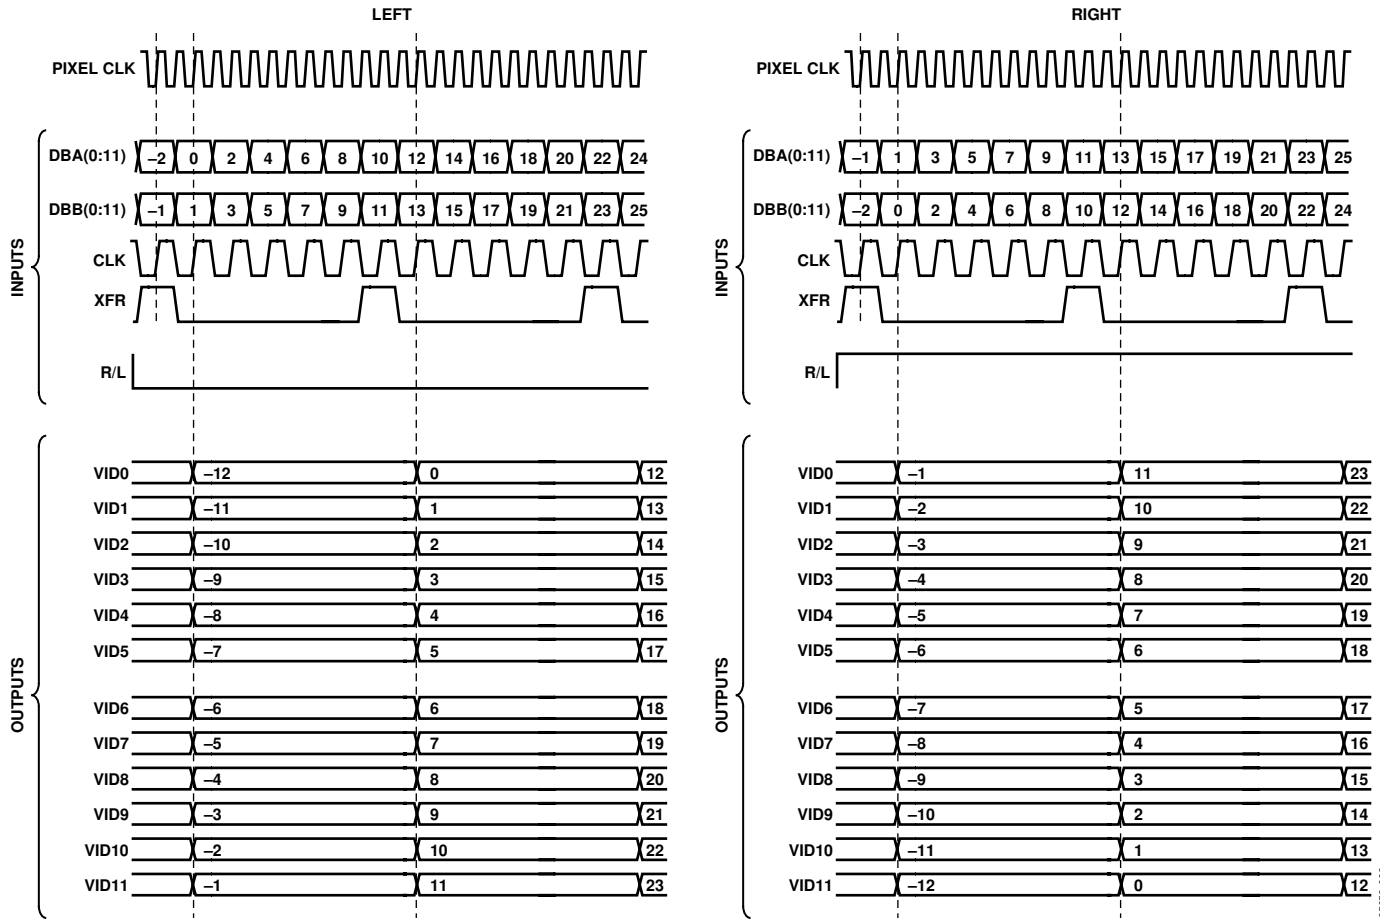 LEFT
PIXEL CLK
INPUTS
DBA(0:11) –2 0 2 4 6 8 10 12 14 16 18 20 22 24
DBB(0:11) –1 1 3 5 7 9 11 13 15 17 19 21 23 25
CLK
XFR
R/L
OUTPUTS
VID0 –12 0 12
VID1 –11 1 13
VID2 –10 2 14
VID3 –9 3 15
VID4 –8 4 16
VID5 –7 5 17
VID6 –6 6 18
VID7 –5 7 19
VID8 –4 8 20
VID9 –3 9 21
VID10 –2 10 22
VID11 –1 11 23
RIGHT
PIXEL CLK
INPUTS
DBA(0:11) –1 1 3 5 7 9 11 13 15 17 19 21 23 25
DBB(0:11) –2 0 2 4 6 8 10 12 14 16 18 20 22 24
CLK
XFR
R/L
OUTPUTS
VID0 –1 11 23
VID1 –2 10 22
VID2 –3 9 21
VID3 –4 8 20
VID4 –5 7 19
VID5 –6 6 18
VID6 –7 5 17
VID7 –8 4 16
VID8 –9 3 15
VID9 –10 2 14
VID10 –11 1 13
VID11 –12 0 12